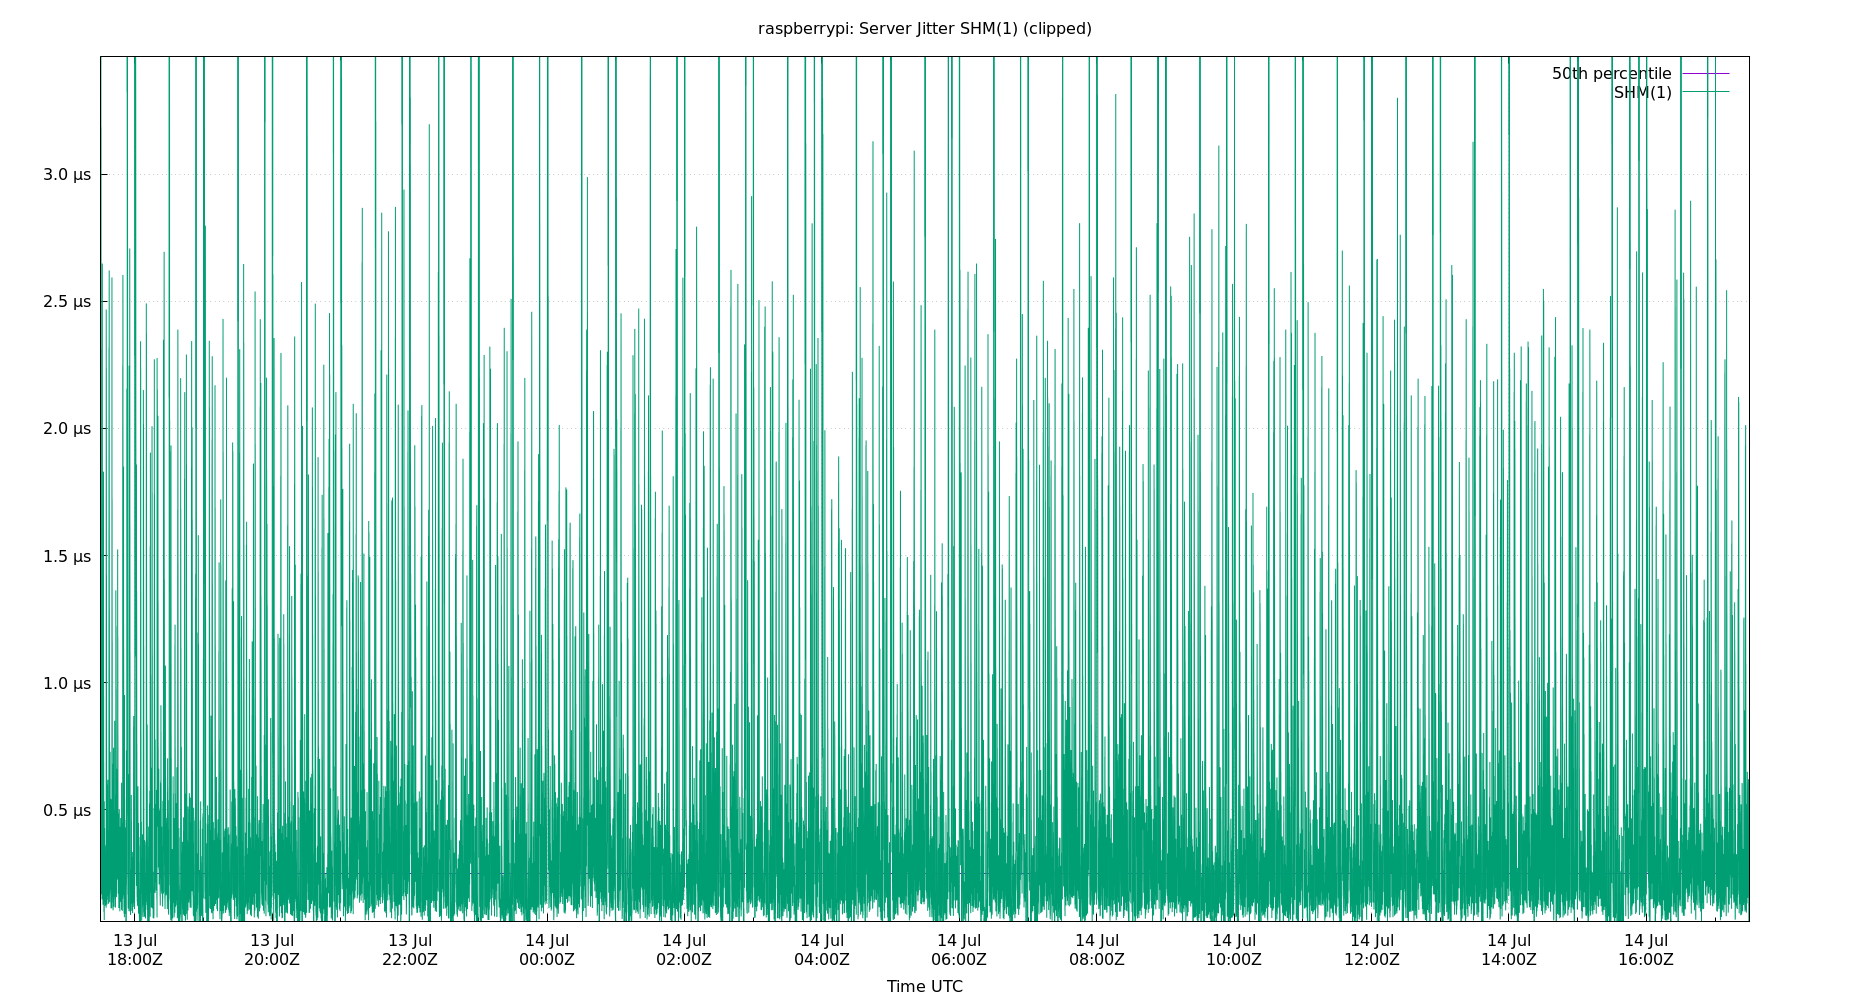 raspberrypi: Server Jitter SHM(1) (clipped)
50th percentile
SHM(1)
3.0 µs
2.5 µs
2.0 µs
1.5 µs
1.0 µs
0.5 µs
13 Jul 13 Jul 13 Jul 14 Jul 14 Jul 14 Jul 14 Jul 14 Jul 14 Jul 14 Jul 14 Jul 14 Jul
18:00Z 20:00Z 22:00Z 00:00Z 02:00Z 04:00Z 06:00Z 08:00Z 10:00Z 12:00Z 14:00Z 16:00Z
Time UTC